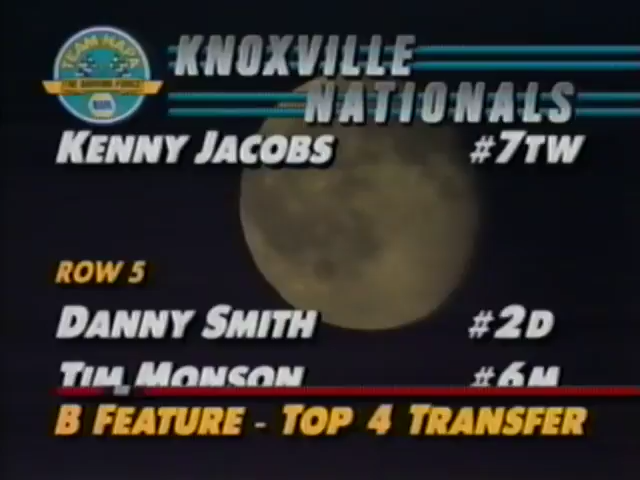 TEAM NAPA
KNOXVILLE
NATIONALS
KENNY JACOBS #7TW
ROW 5
DANNY SMITH #2D
TIM MONSON #6M
B FEATURE - TOP 4 TRANSFER